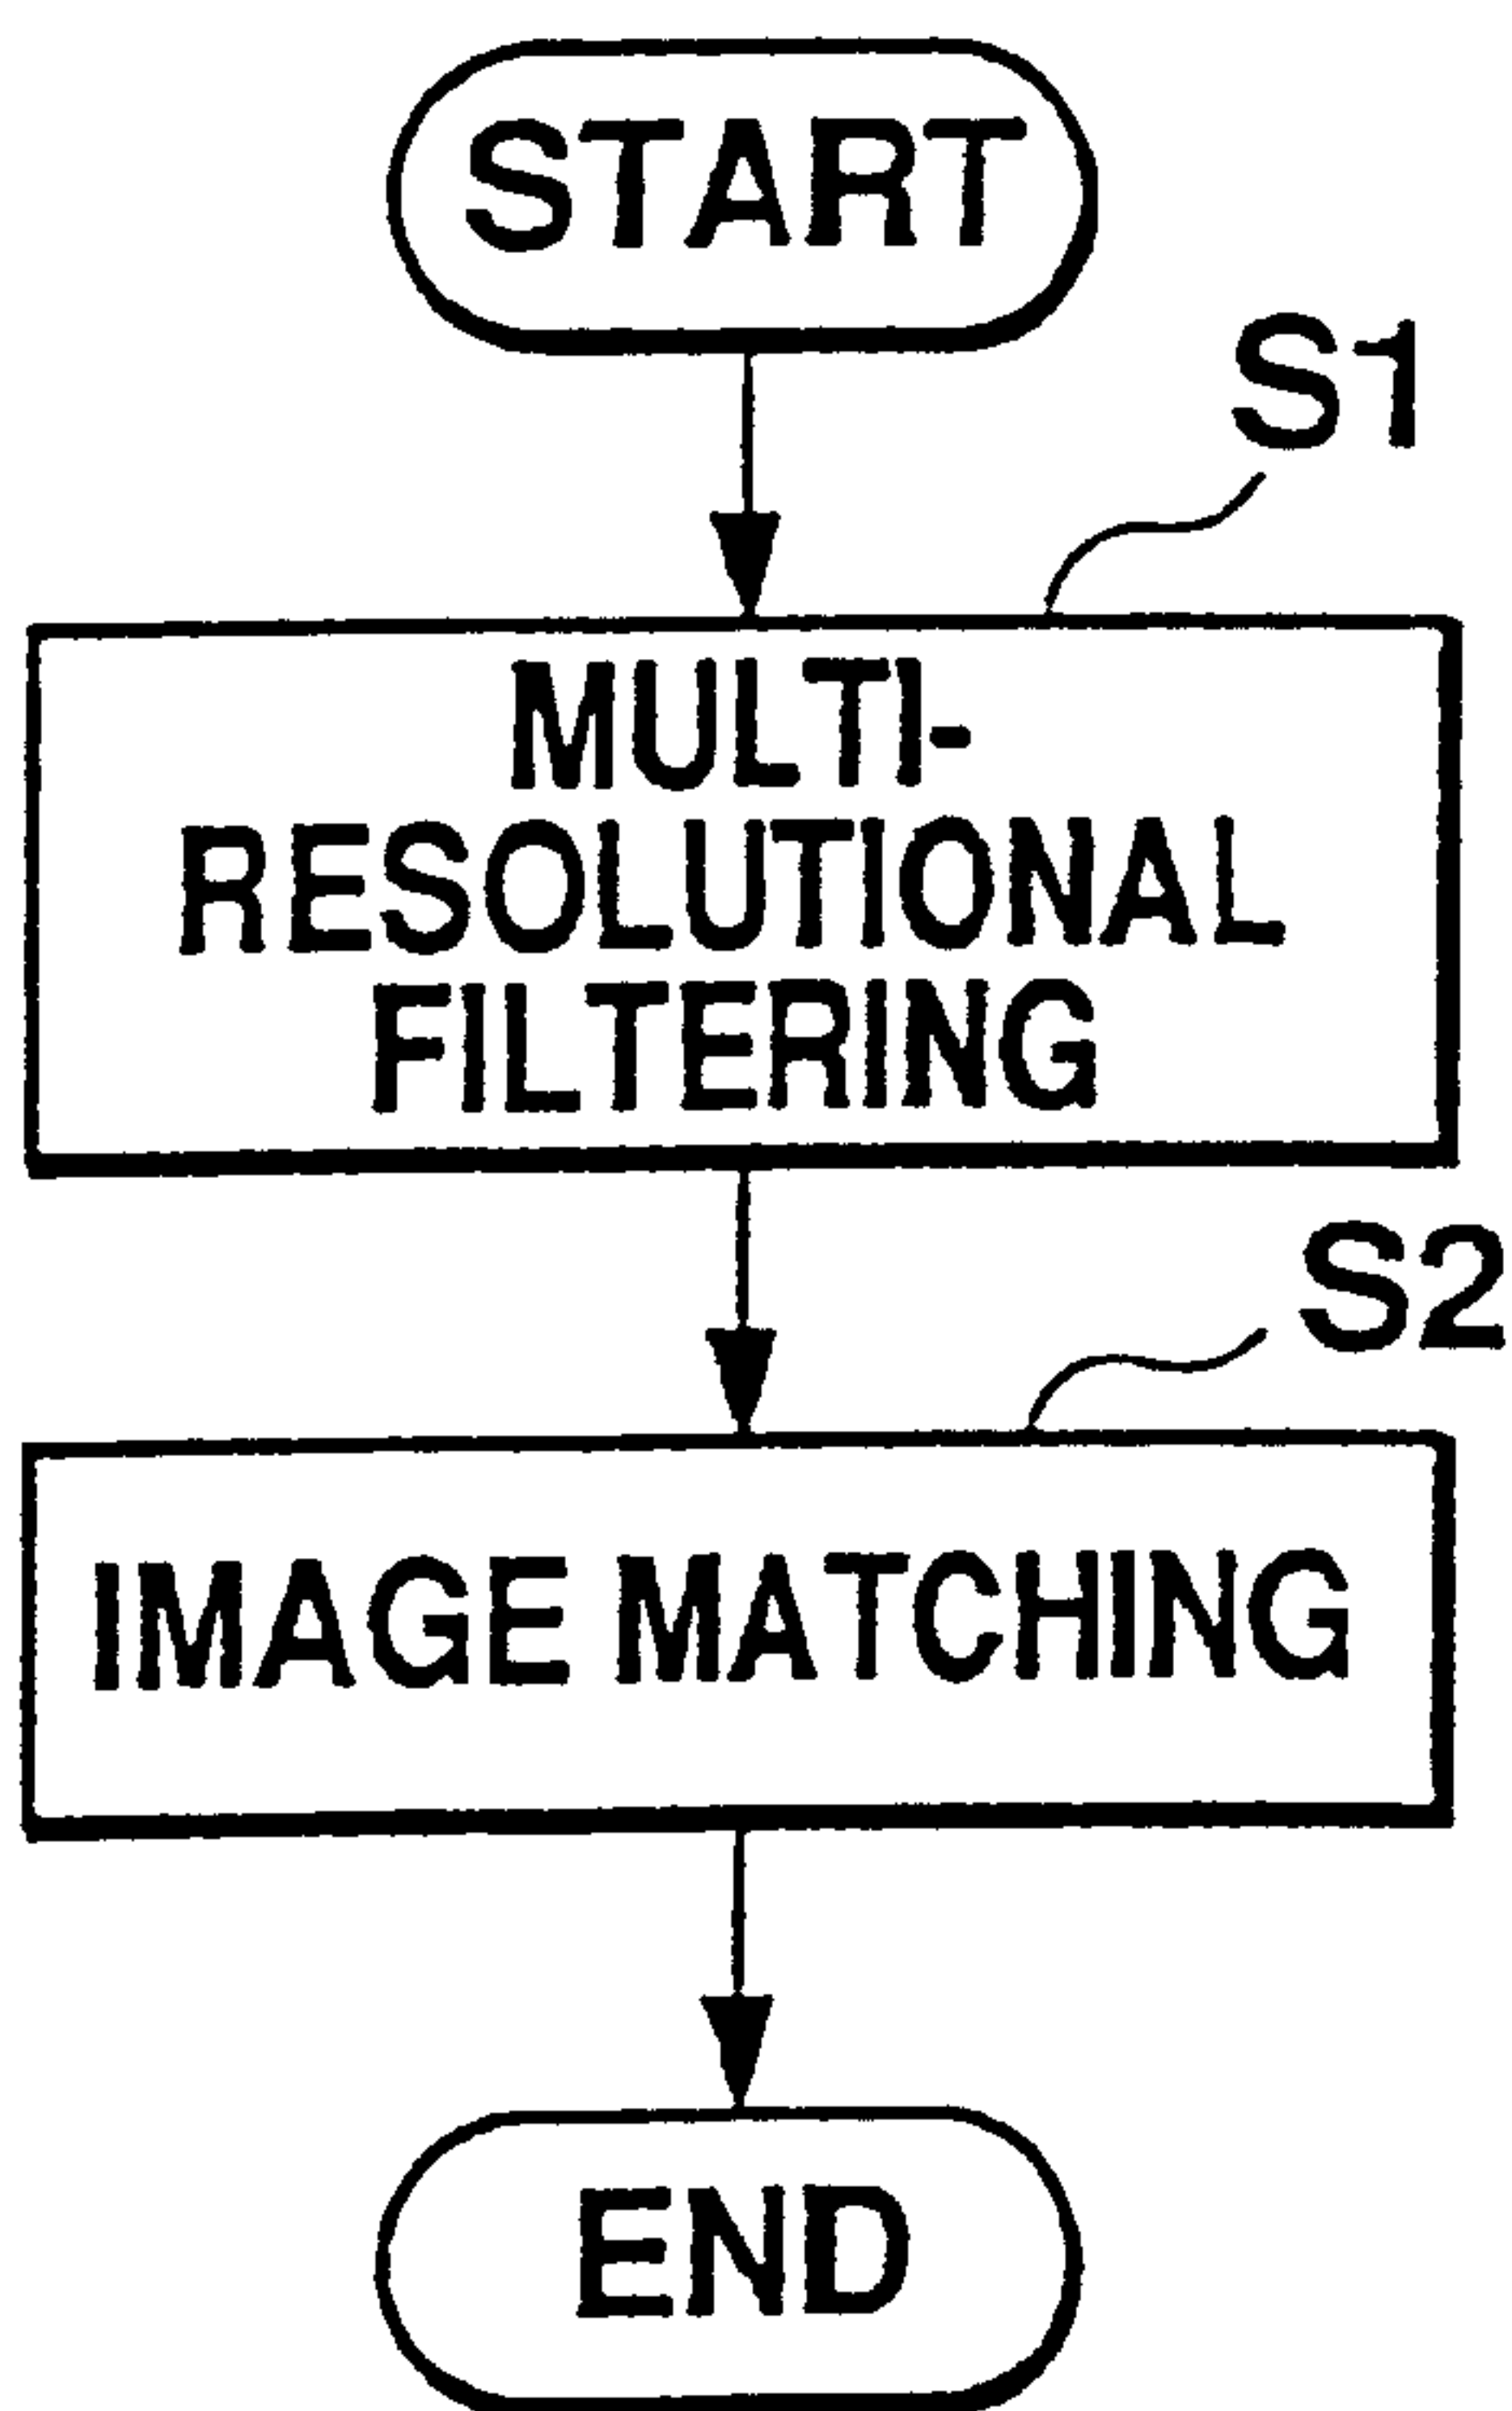 START
S1
MULTI-
RESOLUTIONAL
FILTERING
S2
IMAGE MATCHING
END